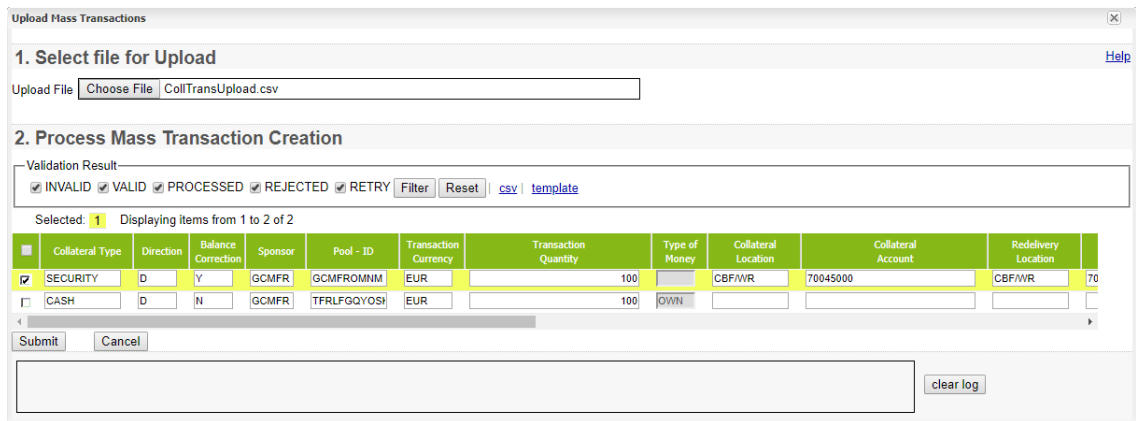 Upload Mass Transactions
1. Select file for Upload
Help
Upload File Choose File CollTransUpload.csv
2. Process Mass Transaction Creation
Validation Result
INVALID VALID PROCESSED REJECTED RETRY Filter Reset | csv | template
Selected: 1 Displaying items from 1 to 2 of 2
Collateral Type Direction Balance Correction Sponsor Pool - ID Transaction Currency Transaction Quantity Type of Money Collateral Location Collateral Account Redelivery Location
SECURITY D Y GCMFR GCMFROMNM EUR 100 CBF/WR 70045000 CBF/WR 70
CASH D N GCMFR TFRLFGQYOSH EUR 100 OWN
Submit Cancel
clear log